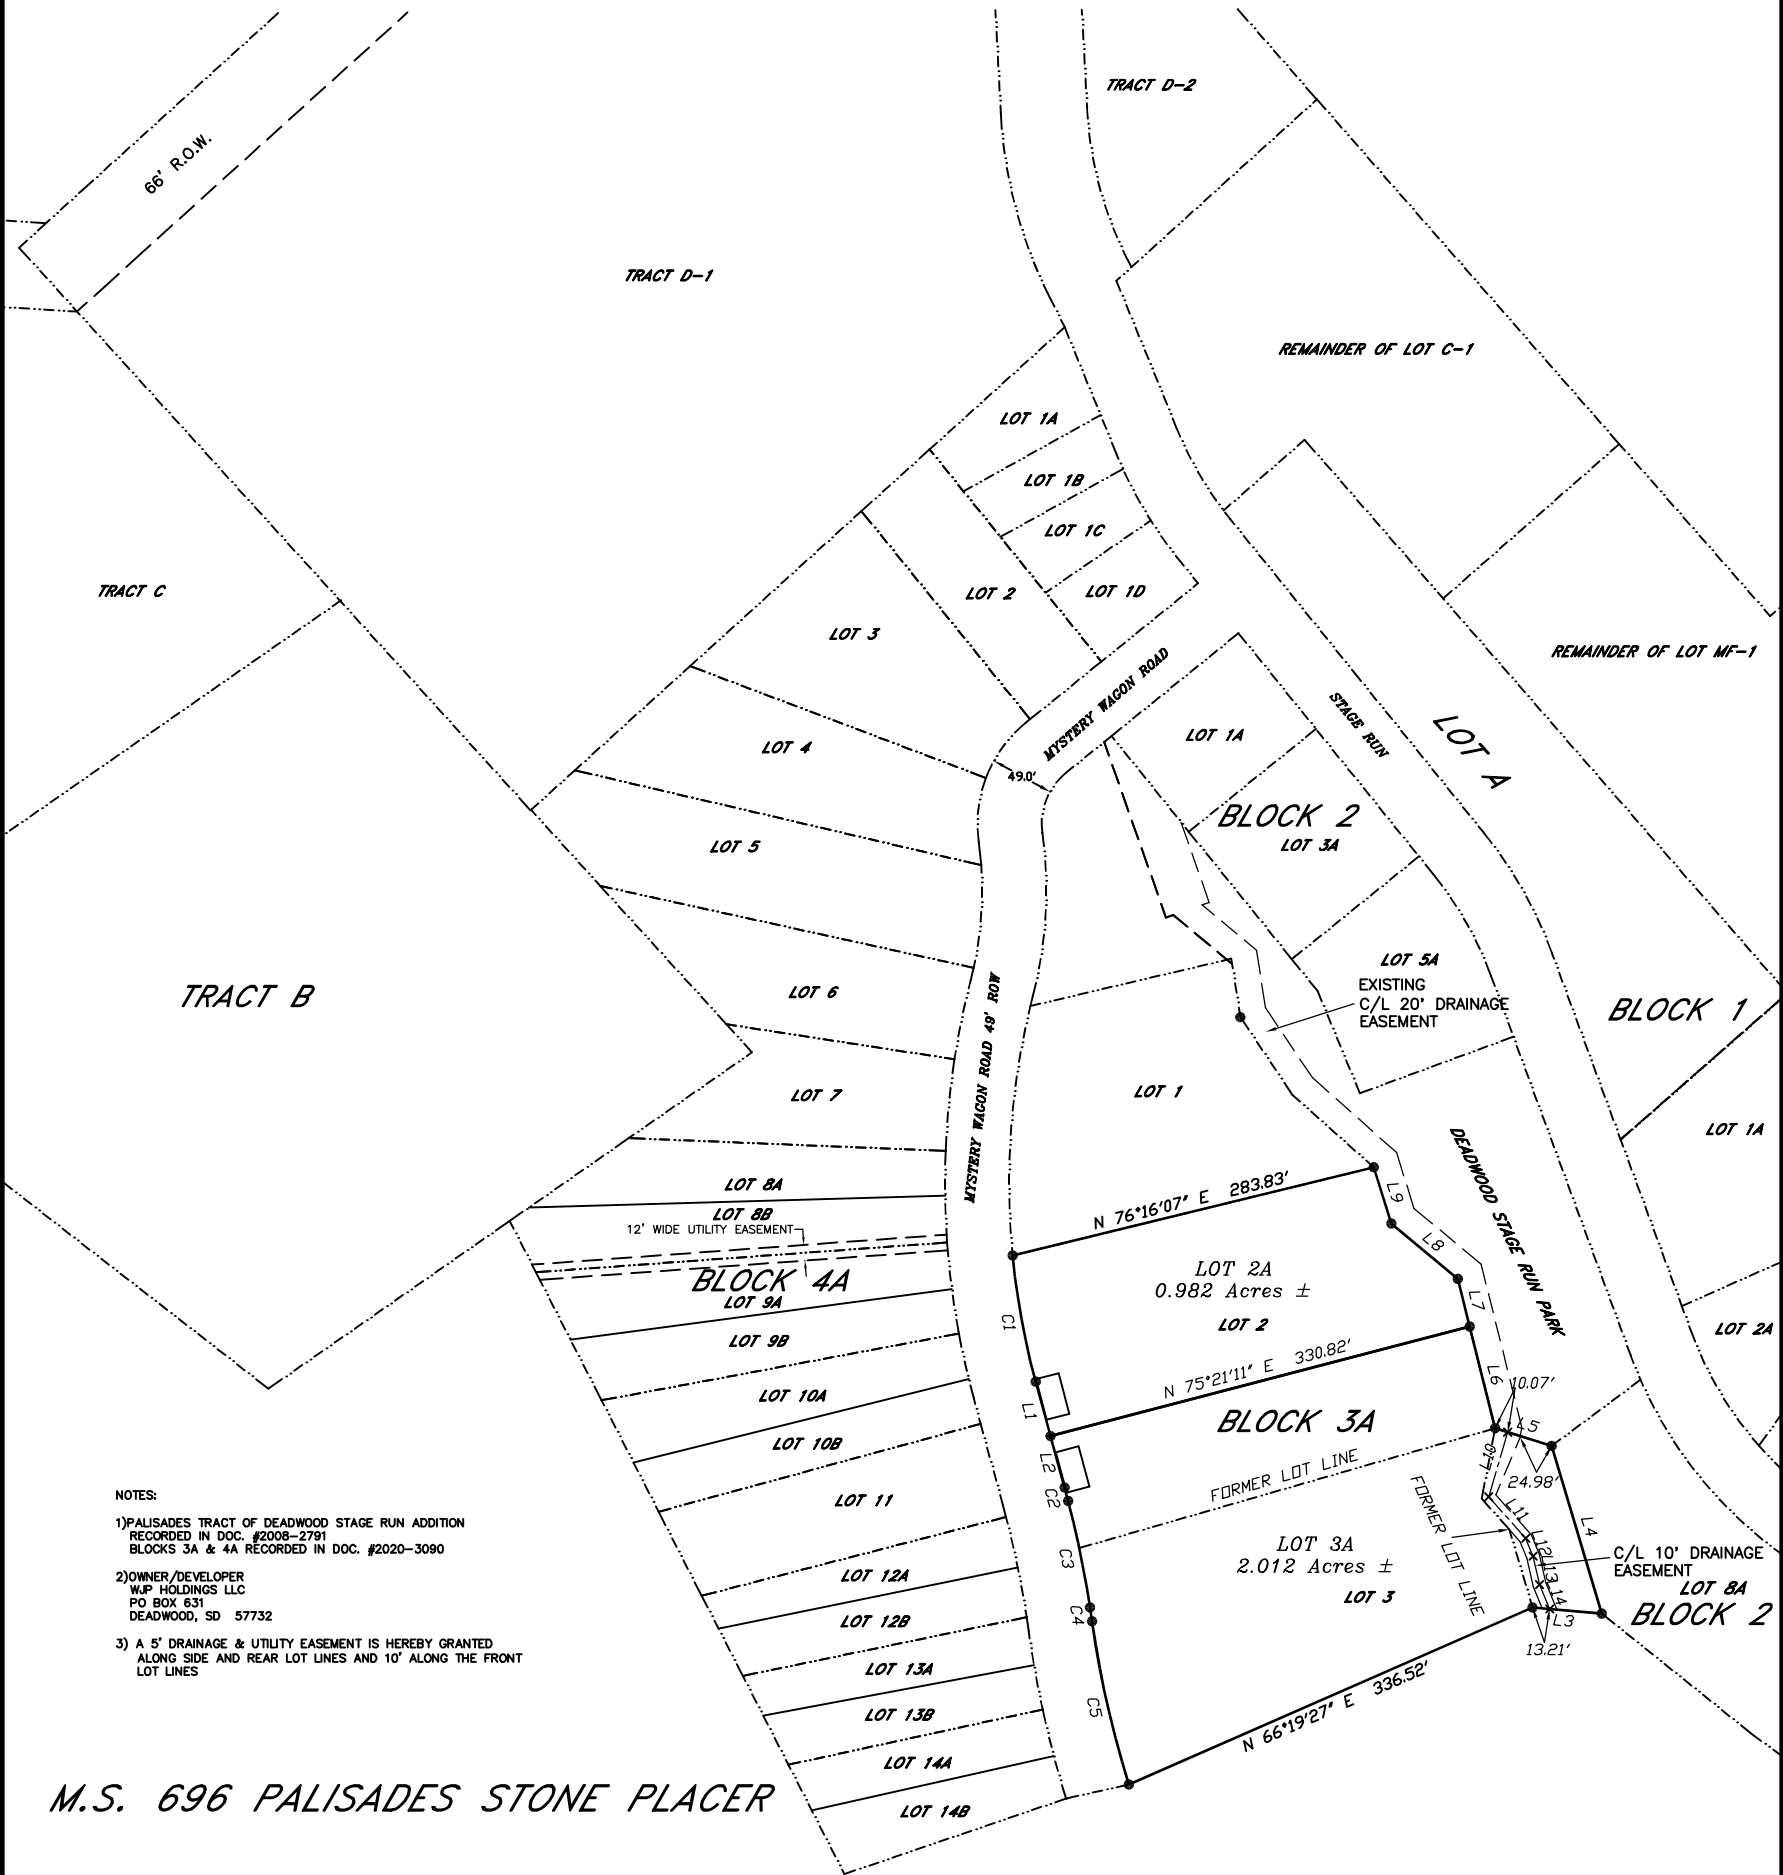 TRACT D-2
66' R.O.W.
TRACT D-1
REMAINDER OF LOT C-1
LOT 1A
LOT 1B
LOT 1C
LOT 1D
LOT 2
LOT 3
TRACT C
REMAINDER OF LOT MF-1
MYSTERY WAGON ROAD
STAGE RUN
LOT A
LOT 4
49.0'
LOT 1A
BLOCK 2
LOT 3A
LOT 5
LOT 5A
EXISTING
C/L 20' DRAINAGE
EASEMENT
TRACT B
LOT 6
BLOCK 1
MYSTERY WAGON ROAD 49' ROW
LOT 7
LOT 1
LOT 1A
DEADWOOD STAGE RUN PARK
LOT 8A
LOT 8B
12' WIDE UTILITY EASEMENT
BLOCK 4A
LOT 9A
LOT 9B
N 76°16'07" E 283.83'
L9
L8
L7
LOT 2A
0.982 Acres ±
LOT 2
C1
LOT 2A
N 75°21'11" E 330.82'
L6
10.07'
L1
LOT 10A
BLOCK 3A
L5
LOT 10B
L2
C2
FORMER LOT LINE
L10
24.98'
FORMER LOT LINE
L11
L4
LOT 11
NOTES:
1)PALISADES TRACT OF DEADWOOD STAGE RUN ADDITION
RECORDED IN DOC. #2008-2791
BLOCKS 3A & 4A RECORDED IN DOC. #2020-3090
2)OWNER/DEVELOPER
WJP HOLDINGS LLC
PO BOX 631
DEADWOOD, SD 57732
3) A 5' DRAINAGE & UTILITY EASEMENT IS HEREBY GRANTED
ALONG SIDE AND REAR LOT LINES AND 10' ALONG THE FRONT
LOT LINES
C3
LOT 3A
2.012 Acres ±
LOT 3
L12
L13
L14
C/L 10' DRAINAGE
EASEMENT
LOT 8A
BLOCK 2
LOT 12A
C4
L3
LOT 12B
13.21'
LOT 13A
C5
N 66°19'27" E 336.52'
LOT 13B
LOT 14A
LOT 14B
M.S. 696 PALISADES STONE PLACER